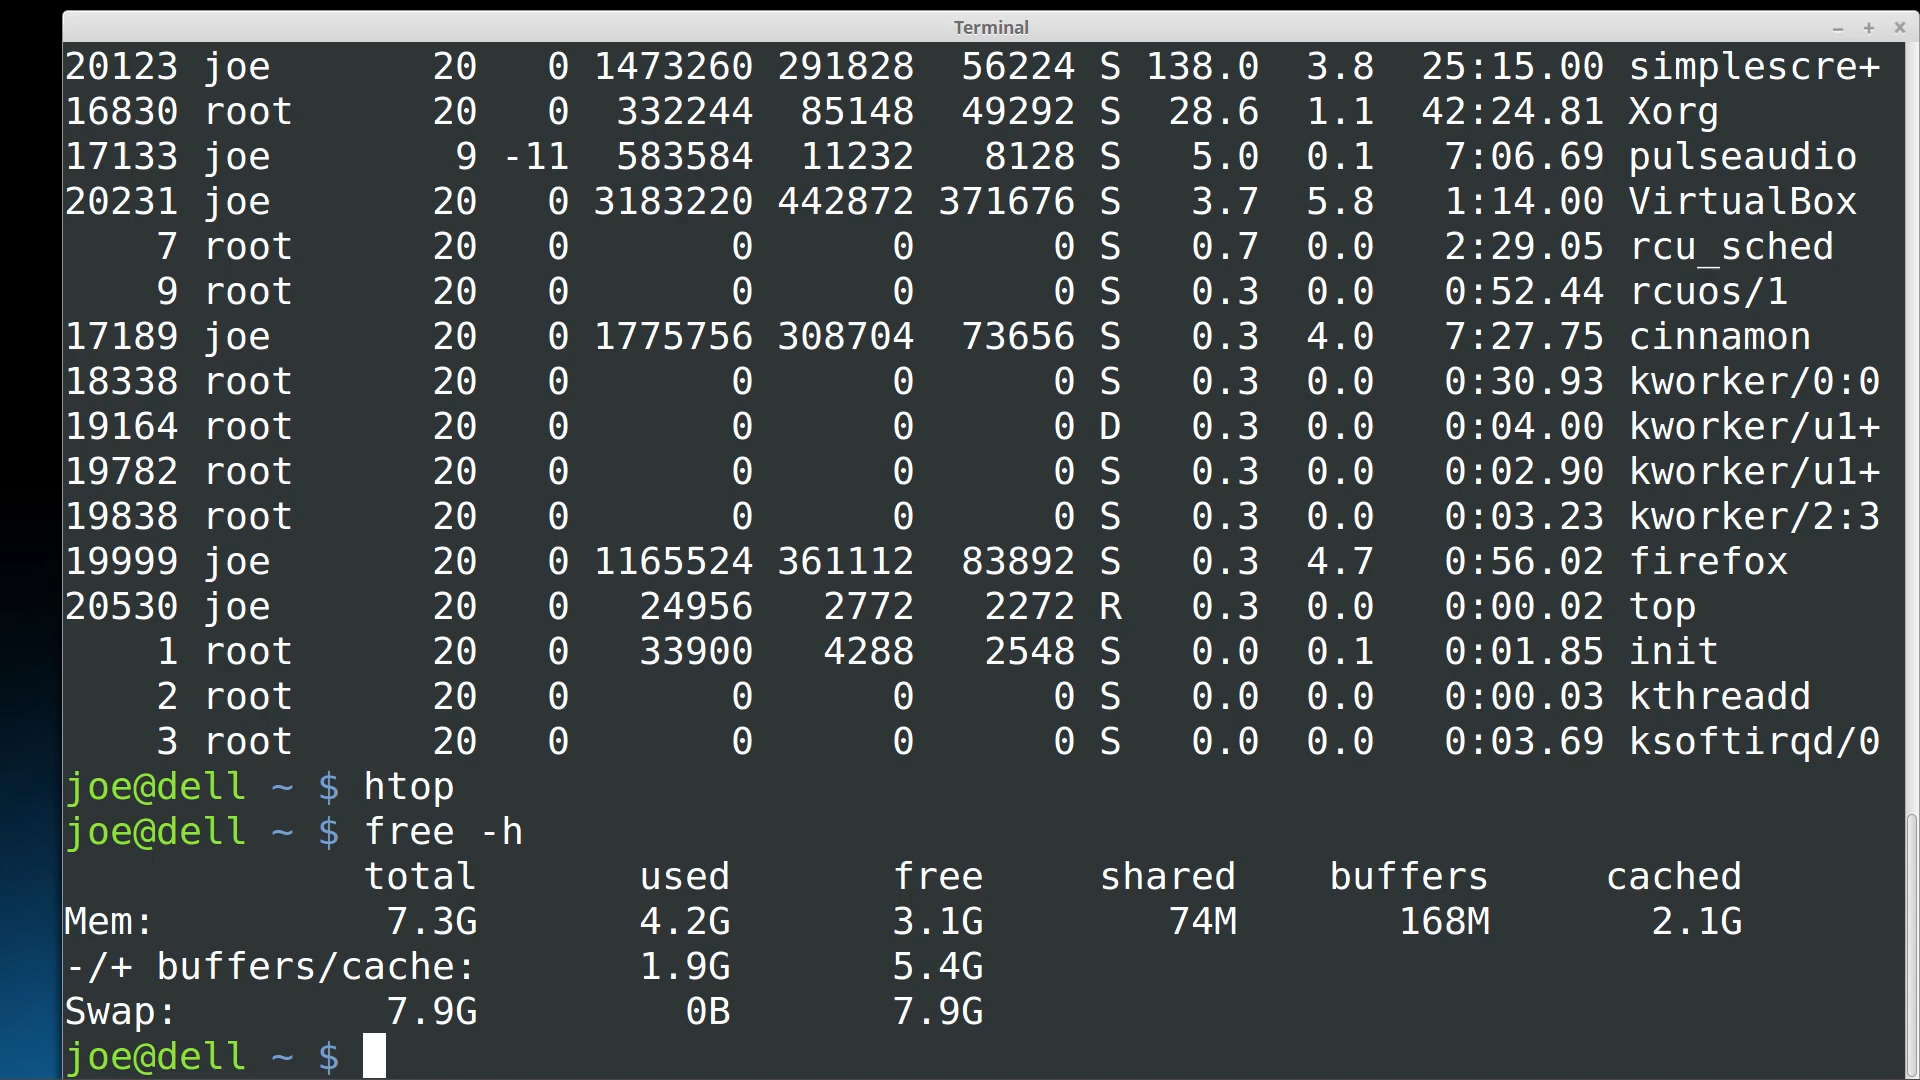 Terminal
20123 joe 20 0 1473260 291828 56224 S 138.0 3.8 25:15.00 simplescre+
16830 root 20 0 332244 85148 49292 S 28.6 1.1 42:24.81 Xorg
17133 joe 9 -11 583584 11232 8128 S 5.0 0.1 7:06.69 pulseaudio
20231 joe 20 0 3183220 442872 371676 S 3.7 5.8 1:14.00 VirtualBox
7 root 20 0 0 0 0 S 0.7 0.0 2:29.05 rcu_sched
9 root 20 0 0 0 0 S 0.3 0.0 0:52.44 rcuos/1
17189 joe 20 0 1775756 308704 73656 S 0.3 4.0 7:27.75 cinnamon
18338 root 20 0 0 0 0 S 0.3 0.0 0:30.93 kworker/0:0
19164 root 20 0 0 0 0 D 0.3 0.0 0:04.00 kworker/u1+
19782 root 20 0 0 0 0 S 0.3 0.0 0:02.90 kworker/u1+
19838 root 20 0 0 0 0 S 0.3 0.0 0:03.23 kworker/2:3
19999 joe 20 0 1165524 361112 83892 S 0.3 4.7 0:56.02 firefox
20530 joe 20 0 24956 2772 2272 R 0.3 0.0 0:00.02 top
1 root 20 0 33900 4288 2548 S 0.0 0.1 0:01.85 init
2 root 20 0 0 0 0 S 0.0 0.0 0:00.03 kthreadd
3 root 20 0 0 0 0 S 0.0 0.0 0:03.69 ksoftirqd/0
joe@dell ~ $ htop
joe@dell ~ $ free -h
total used free shared buffers cached
Mem: 7.3G 4.2G 3.1G 74M 168M 2.1G
-/+ buffers/cache: 1.9G 5.4G
Swap: 7.9G 0B 7.9G
joe@dell ~ $